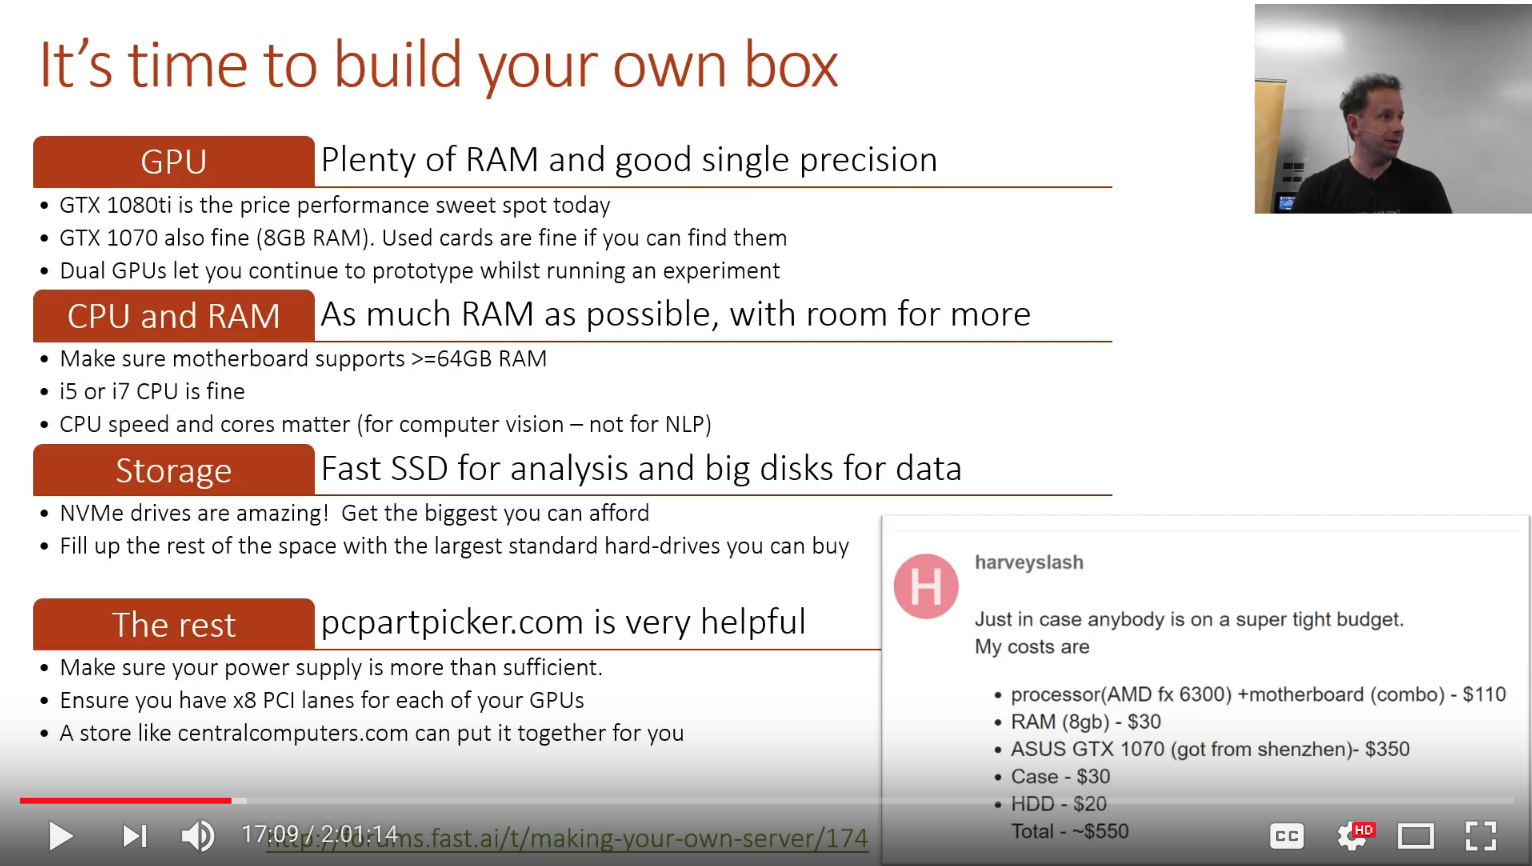 It's time to build your own box
GPU
Plenty of RAM and good single precision
• GTX 1080ti is the price performance sweet spot today
• GTX 1070 also fine (8GB RAM). Used cards are fine if you can find them
• Dual GPUs let you continue to prototype whilst running an experiment
CPU and RAM
As much RAM as possible, with room for more
• Make sure motherboard supports >=64GB RAM
• i5 or i7 CPU is fine
• CPU speed and cores matter (for computer vision – not for NLP)
Storage
Fast SSD for analysis and big disks for data
• NVMe drives are amazing!  Get the biggest you can afford
• Fill up the rest of the space with the largest standard hard-drives you can buy
The rest
pcpartpicker.com is very helpful
• Make sure your power supply is more than sufficient.
• Ensure you have x8 PCI lanes for each of your GPUs
• A store like centralcomputers.com can put it together for you
http://forums.fast.ai/t/making-your-own-server/174
H
harveyslash
Just in case anybody is on a super tight budget.
My costs are
• processor(AMD fx 6300) +motherboard (combo) - $110
• RAM (8gb) - $30
• ASUS GTX 1070 (got from shenzhen)- $350
• Case - $30
• HDD - $20
Total - ~$550
17:09 / 2:01:14
CC
HD